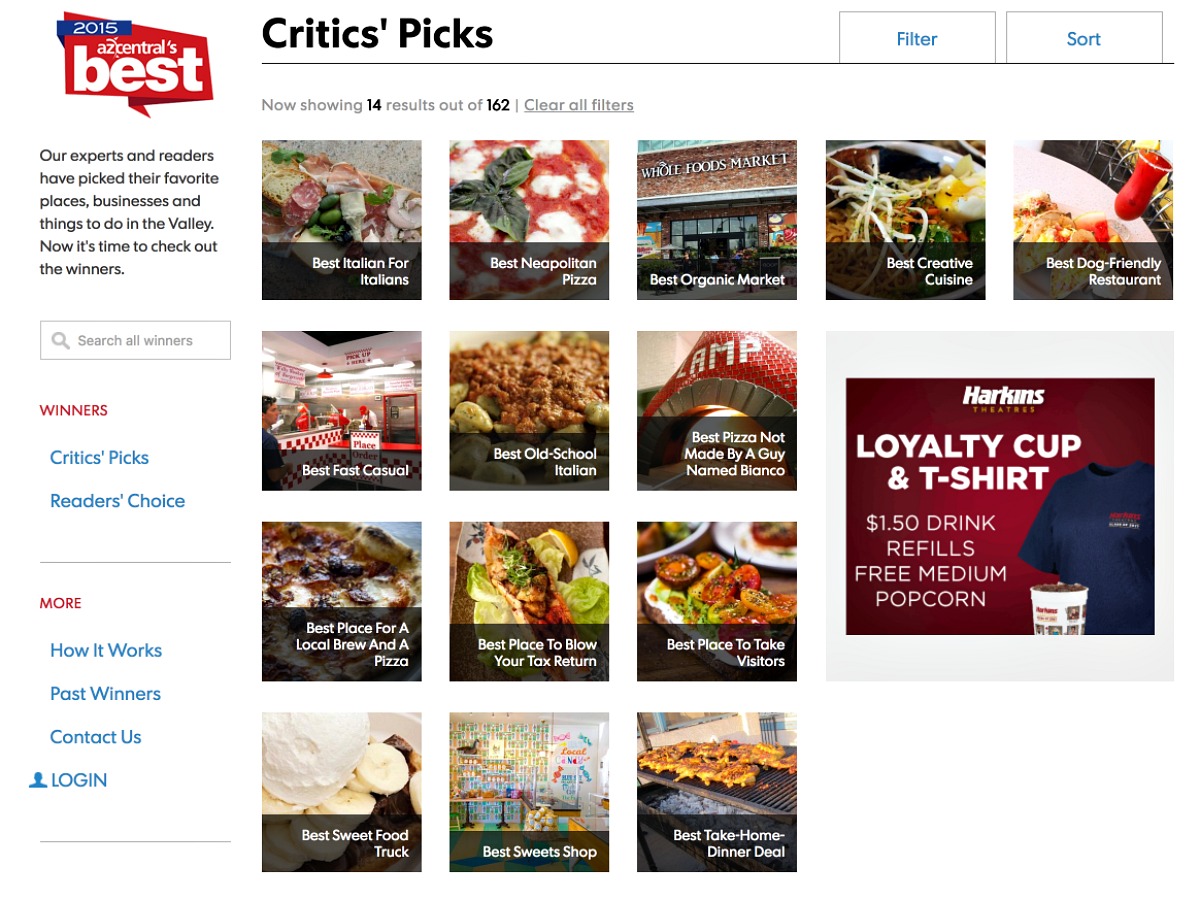 2015
azcentral's
best
Critics' Picks
Filter
Sort
Now showing 14 results out of 162 | Clear all filters
Our experts and readers
have picked their favorite
places, businesses and
things to do in the Valley.
Now it's time to check out
the winners.
Search all winners
WINNERS
Critics' Picks
Readers' Choice
MORE
How It Works
Past Winners
Contact Us
LOGIN
Best Italian For
Italians
Best Neapolitan
Pizza
WHOLE FOODS MARKET
Best Organic Market
Best Creative
Cuisine
Best Dog-Friendly
Restaurant
PICK UP
HERE
Place
Order
Best Fast Casual
Best Old-School
Italian
Best Pizza Not
Made By A Guy
Named Bianco
Harkins
THEATRES
LOYALTY CUP
& T-SHIRT
$1.50 DRINK
REFILLS
FREE MEDIUM
POPCORN
Harkins
Harkins
Best Place For A
Local Brew And A
Pizza
Best Place To Blow
Your Tax Return
Best Place To Take
Visitors
Best Sweet Food
Truck
Local
Best Sweets Shop
Best Take-Home-
Dinner Deal